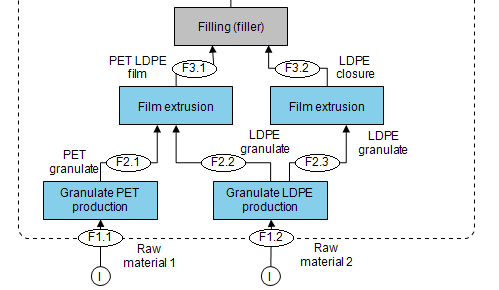 Filling (filler)
PET LDPE
film
F3.1
F3.2
LDPE
closure
Film extrusion
Film extrusion
PET
granulate
F2.1
LDPE
granulate
F2.2
F2.3
LDPE
granulate
Granulate PET
production
Granulate LDPE
production
F1.1
Raw
material 1
F1.2
Raw
material 2
I
I